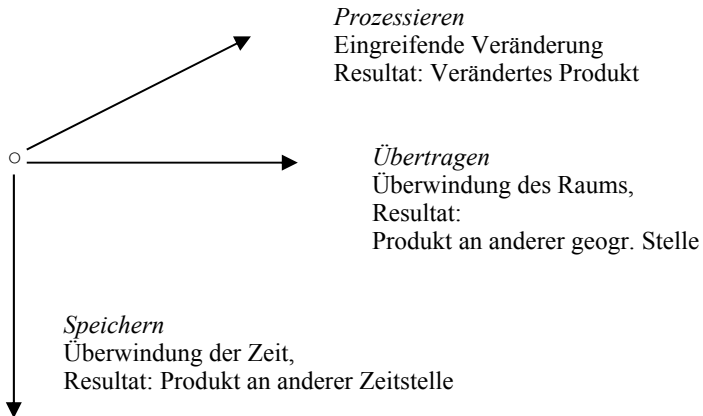 Prozessieren
Eingreifende Veränderung
Resultat: Verändertes Produkt
Übertragen
Überwindung des Raums,
Resultat:
Produkt an anderer geogr. Stelle
Speichern
Überwindung der Zeit,
Resultat: Produkt an anderer Zeitstelle